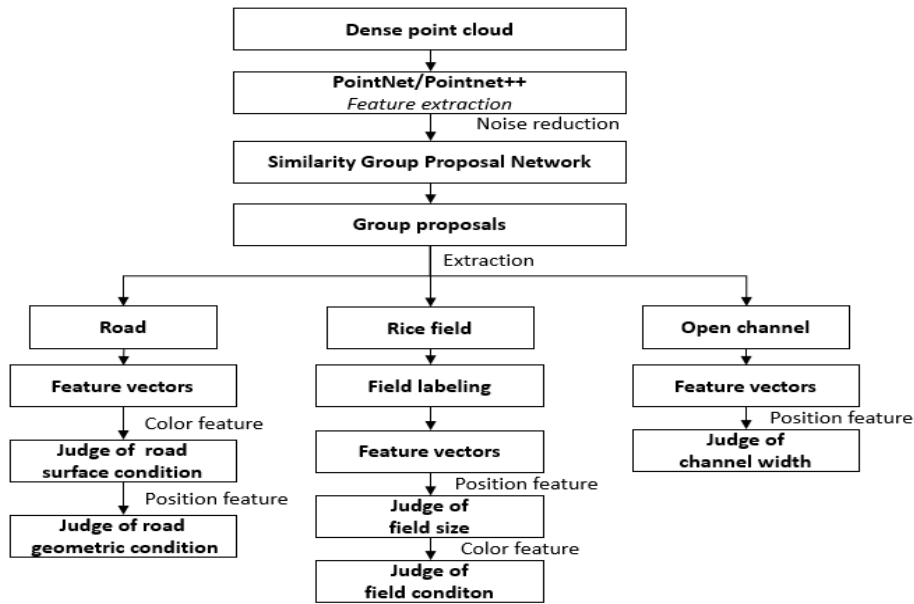 Dense point cloud
PointNet/Pointnet++
Feature extraction
Noise reduction
Similarity Group Proposal Network
Group proposals
Extraction
Road
Rice field
Open channel
Feature vectors
Field labeling
Feature vectors
Color feature
Position feature
Judge of road
surface condition
Feature vectors
Judge of
channel width
Position feature
Position feature
Judge of road
geometric condition
Judge of
field size
Color feature
Judge of
field conditon